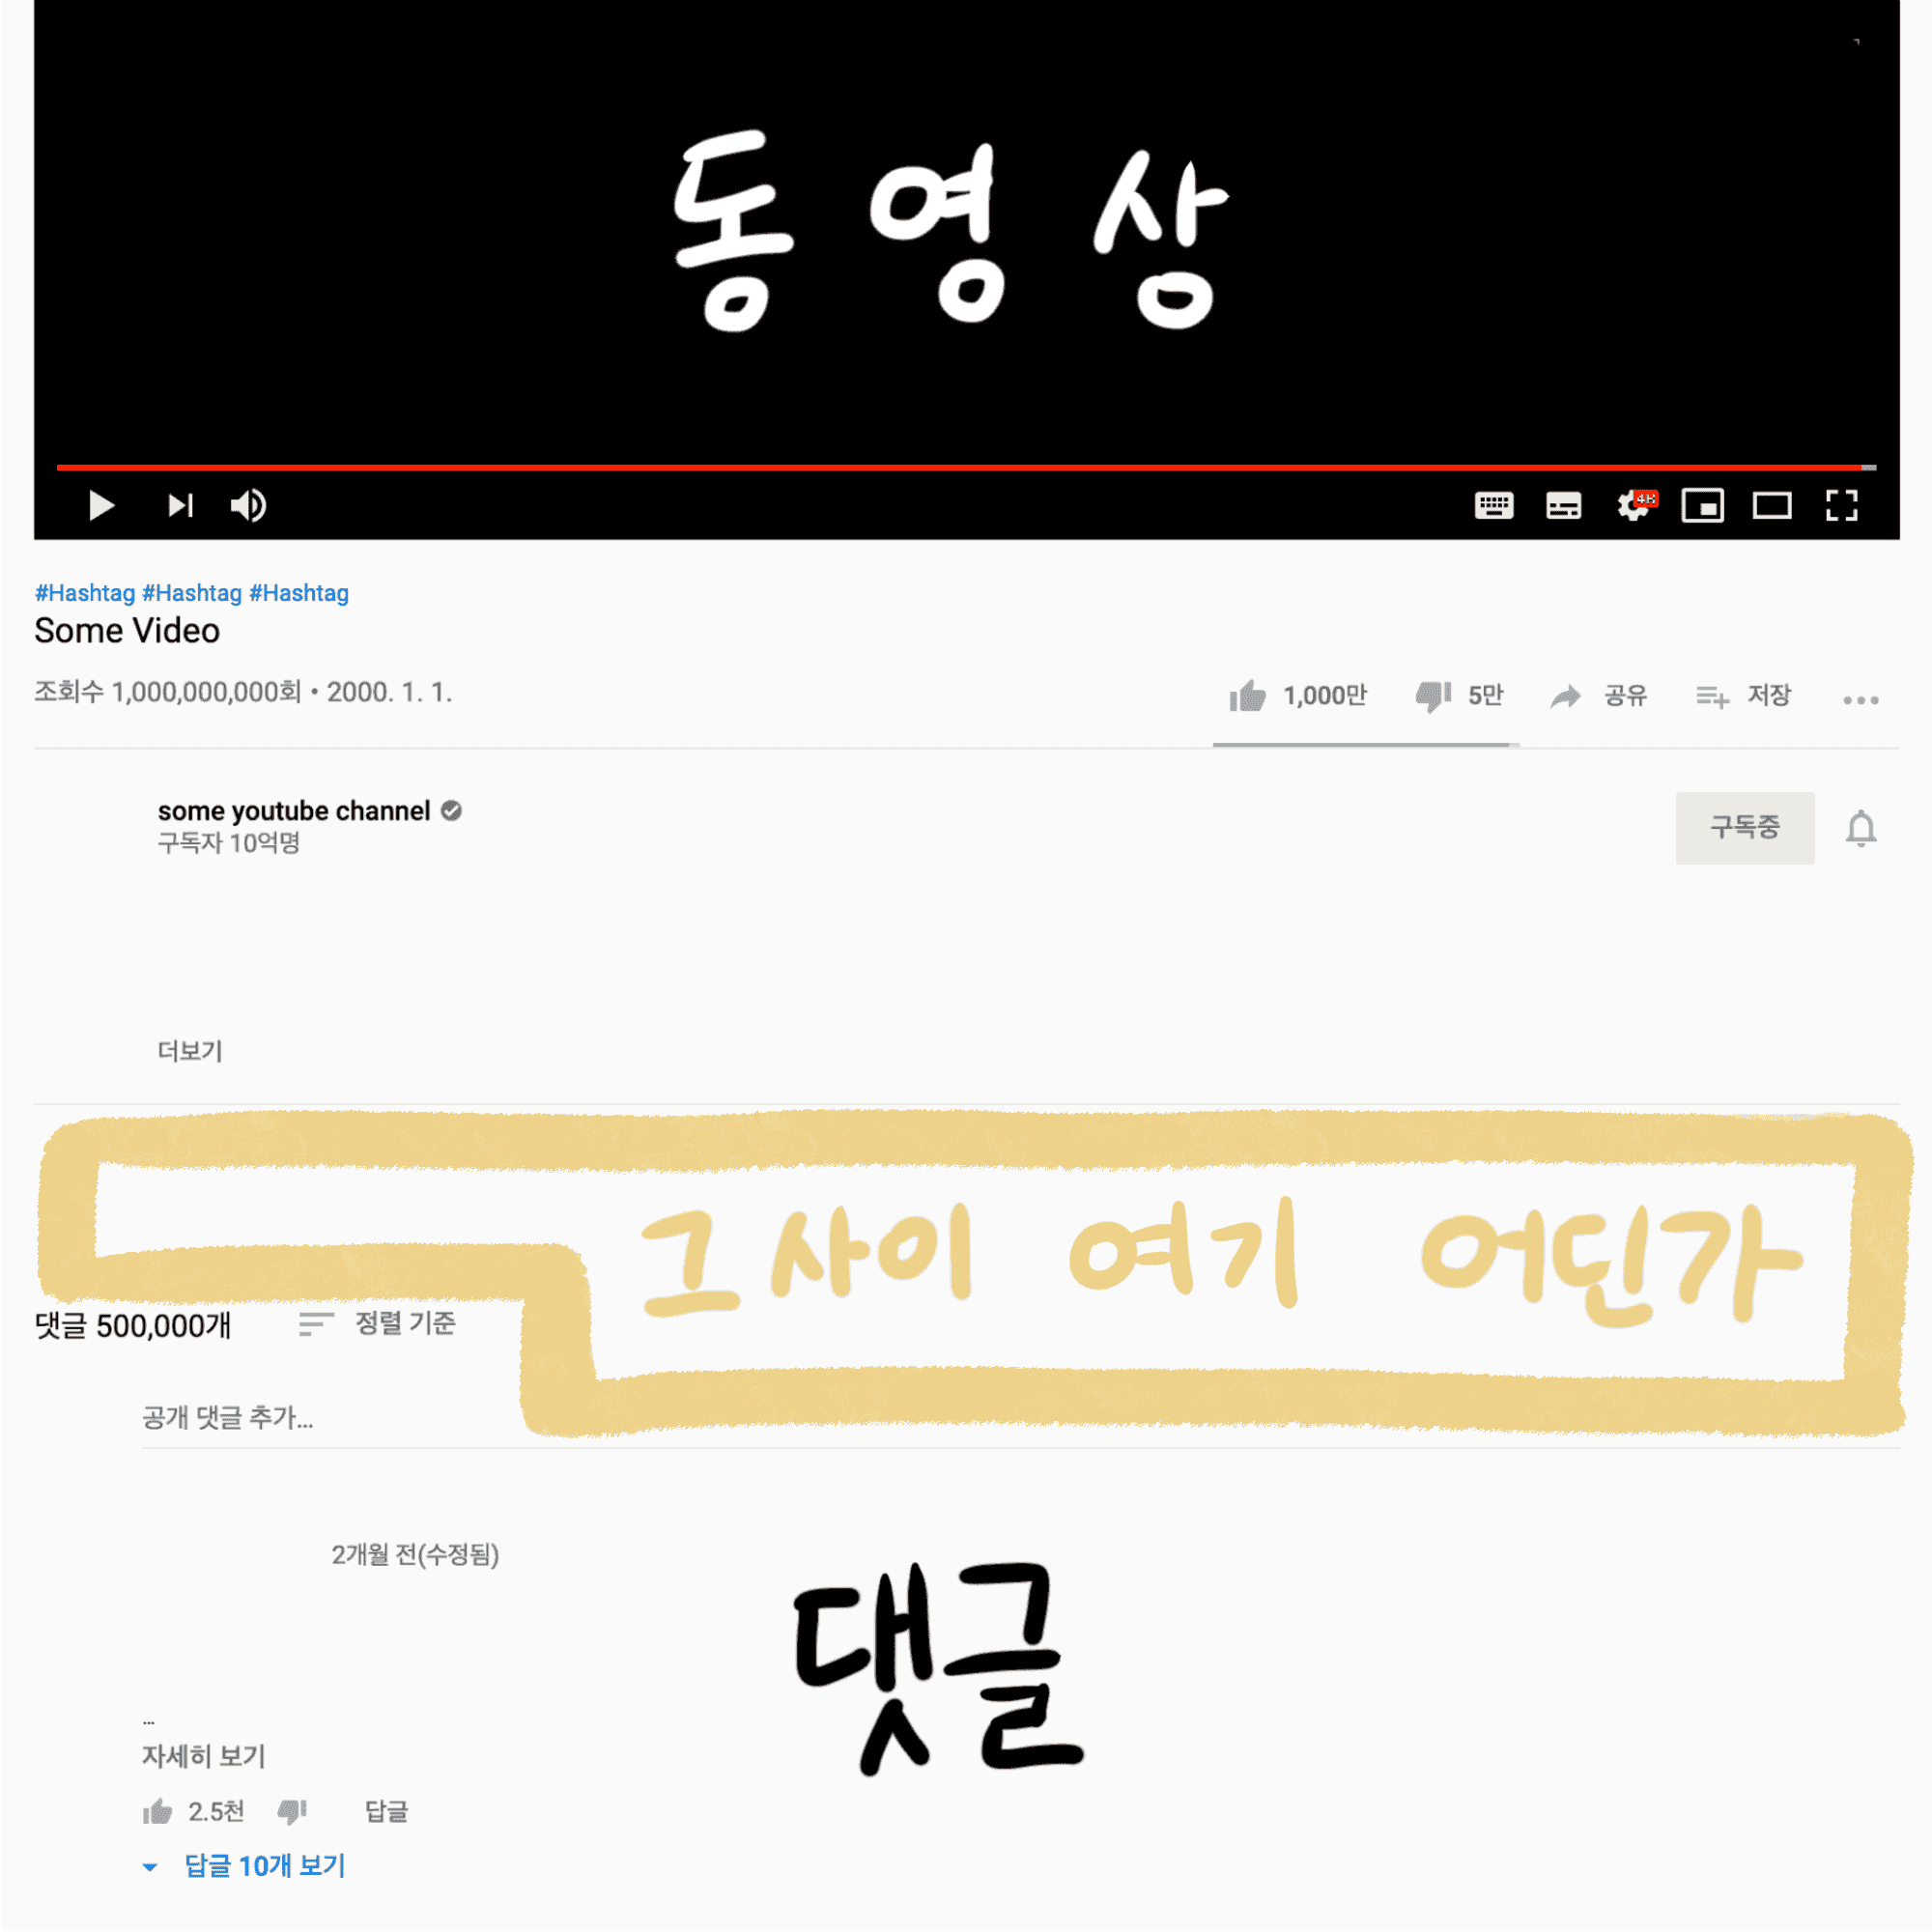 동영상
4K
#Hashtag #Hashtag #Hashtag
Some Video
조회수 1,000,000,000회 • 2000. 1. 1.
1,000만 5만 공유 저장
some youtube channel
구독자 10억명
구독중
더보기
그사이 여기 어딘가
댓글 500,000개 정렬 기준
공개 댓글 추가...
2개월 전(수정됨)
댓글
...
자세히 보기
2.5천 답글
답글 10개 보기